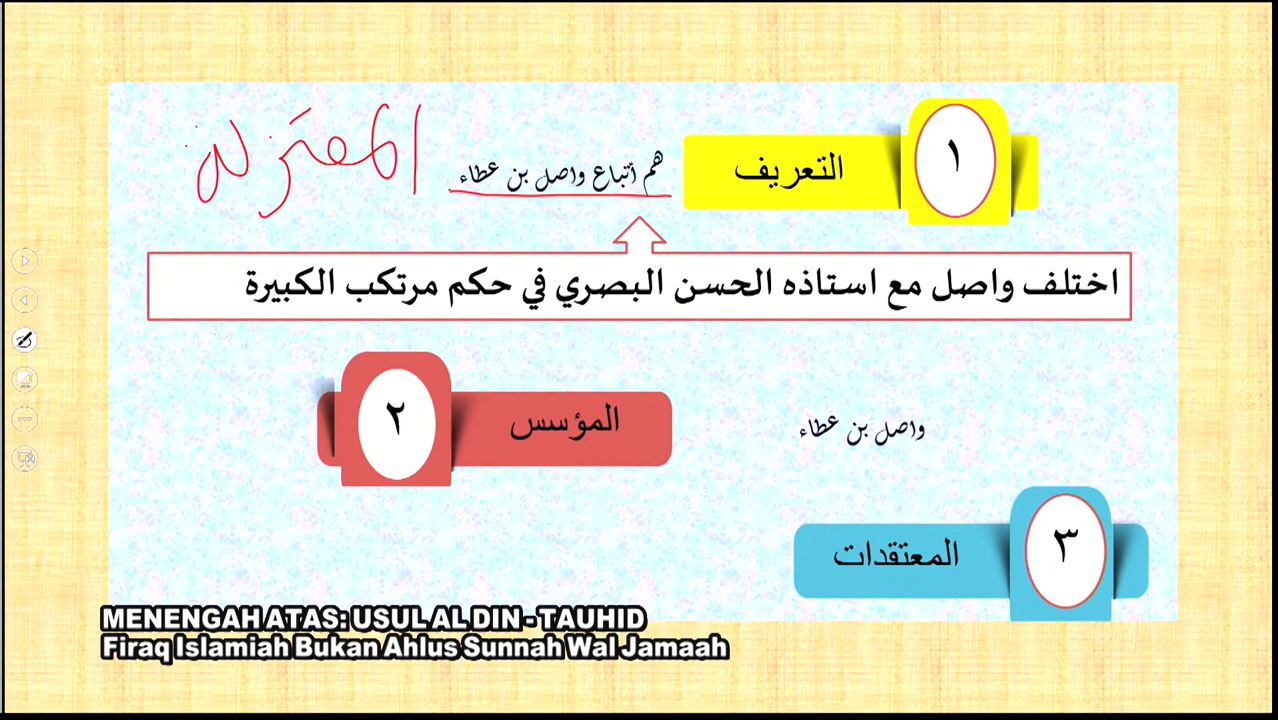 ١ التعريف هم أتباع واصل بن عطاء المعتزلة
اختلف واصل مع استاذه الحسن البصري في حكم مرتكب الكبيرة
٢ المؤسس واصل بن عطاء
٣ المعتقدات
MENENGAH ATAS: USUL AL DIN - TAUHID
Firaq Islamiah Bukan Ahlus Sunnah Wal Jamaah